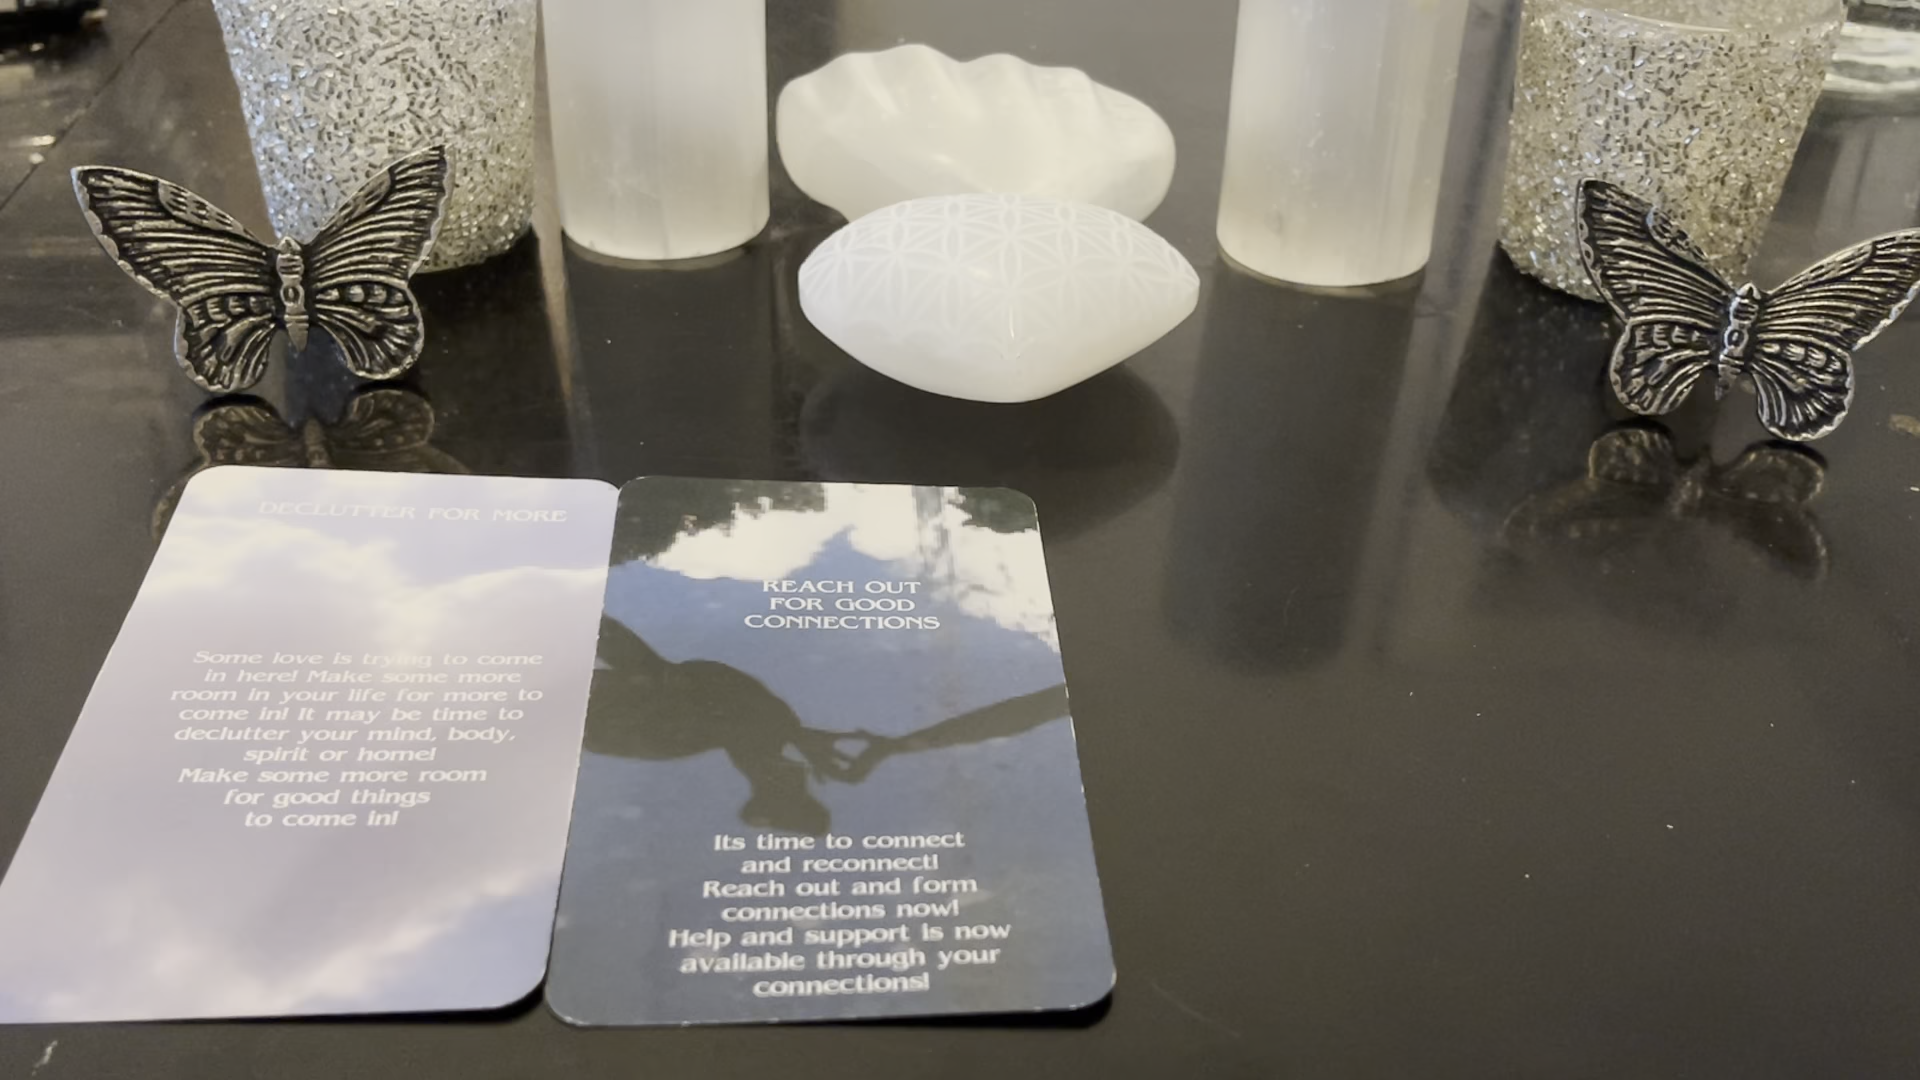 DECLUTTER FOR MORE
Some love is trying to come
in here! Make some more
room in your life for more to
come in! It may be time to
declutter your mind, body,
spirit or home!
Make some more room
for good things
to come in!
REACH OUT
FOR GOOD
CONNECTIONS
Its time to connect
and reconnect!
Reach out and form
connections now!
Help and support is now
available through your
connections!